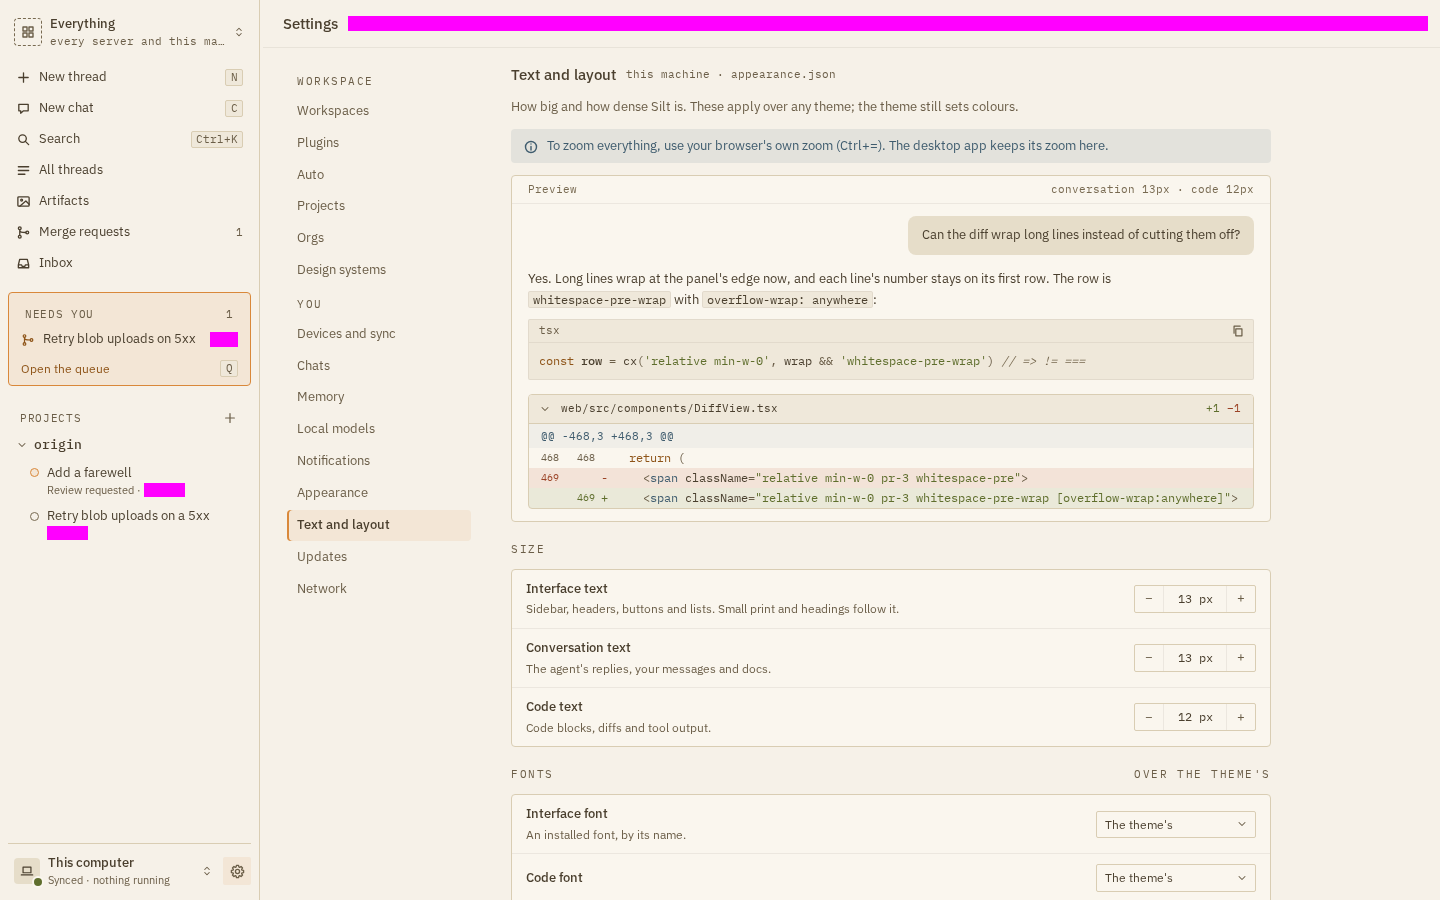 Everything
every server and this ma…
New thread N
New chat C
Search Ctrl+K
All threads
Artifacts
Merge requests 1
Inbox
NEEDS YOU 1
Retry blob uploads on 5xx
Open the queue Q
PROJECTS
origin
Add a farewell
Review requested ·
Retry blob uploads on a 5xx
This computer
Synced · nothing running
Settings
WORKSPACE
Workspaces
Plugins
Auto
Projects
Orgs
Design systems
YOU
Devices and sync
Chats
Memory
Local models
Notifications
Appearance
Text and layout
Updates
Network
Text and layout this machine · appearance.json
How big and how dense Silt is. These apply over any theme; the theme still sets colours.
To zoom everything, use your browser's own zoom (Ctrl+=). The desktop app keeps its zoom here.
Preview conversation 13px · code 12px
Can the diff wrap long lines instead of cutting them off?
Yes. Long lines wrap at the panel's edge now, and each line's number stays on its first row. The row is
whitespace-pre-wrap with overflow-wrap: anywhere:
tsx
const row = cx('relative min-w-0', wrap && 'whitespace-pre-wrap') // => != ===
web/src/components/DiffView.tsx +1 −1
@@ -468,3 +468,3 @@
468 468 return (
469 - <span className="relative min-w-0 pr-3 whitespace-pre">
469 + <span className="relative min-w-0 pr-3 whitespace-pre-wrap [overflow-wrap:anywhere]">
SIZE
Interface text
Sidebar, headers, buttons and lists. Small print and headings follow it.
− 13 px +
Conversation text
The agent's replies, your messages and docs.
− 13 px +
Code text
Code blocks, diffs and tool output.
− 12 px +
FONTS OVER THE THEME'S
Interface font
An installed font, by its name.
The theme's
Code font
The theme's